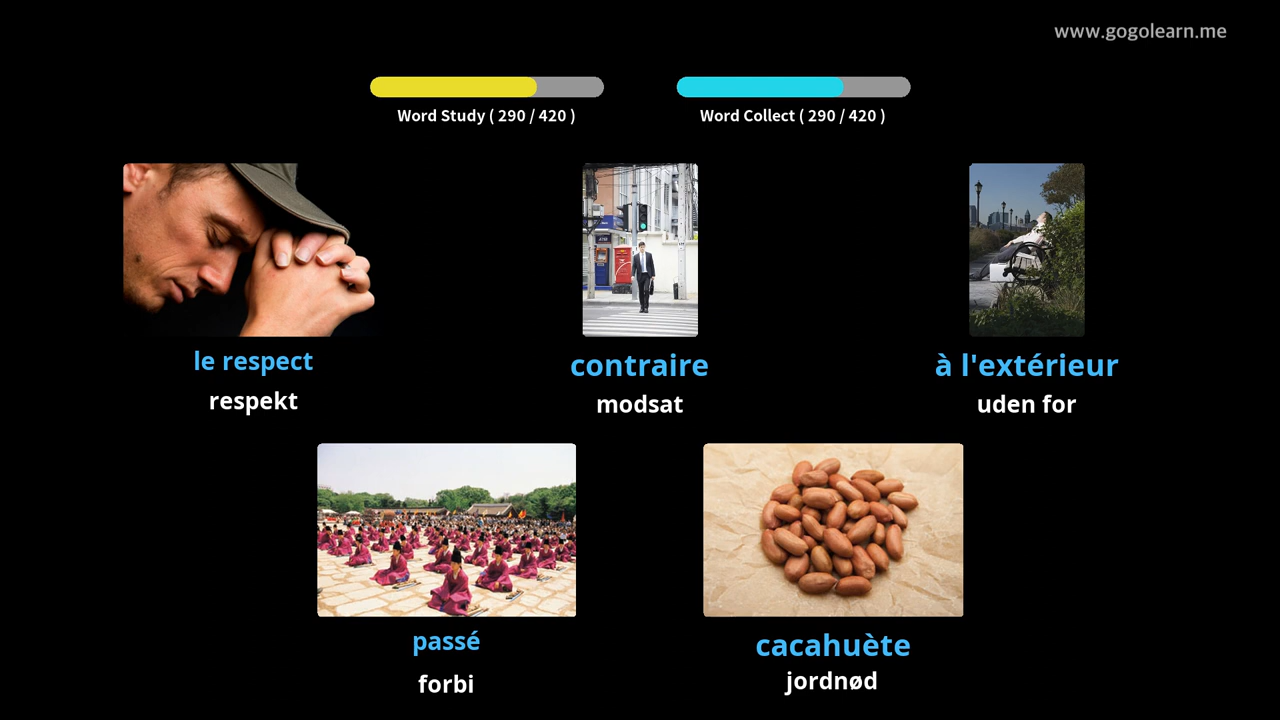 www.gogolearn.me
Word Study ( 290 / 420 )
Word Collect ( 290 / 420 )
le respect
respekt
contraire
modsat
à l'extérieur
uden for
passé
forbi
cacahuète
jordnød